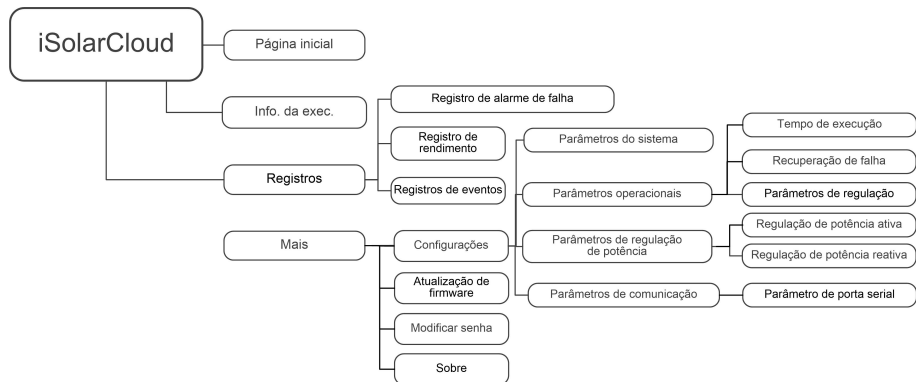 iSolarCloud
Página inicial
Info. da exec.
Registros
Registro de alarme de falha
Registro de
rendimento
Registros de eventos
Mais
Configurações
Parâmetros do sistema
Parâmetros operacionais
Tempo de execução
Recuperação de falha
Parâmetros de regulação
Parâmetros de regulação
de potência
Regulação de potência ativa
Regulação de potência reativa
Parâmetros de comunicação
Parâmetro de porta serial
Atualização de
firmware
Modificar senha
Sobre